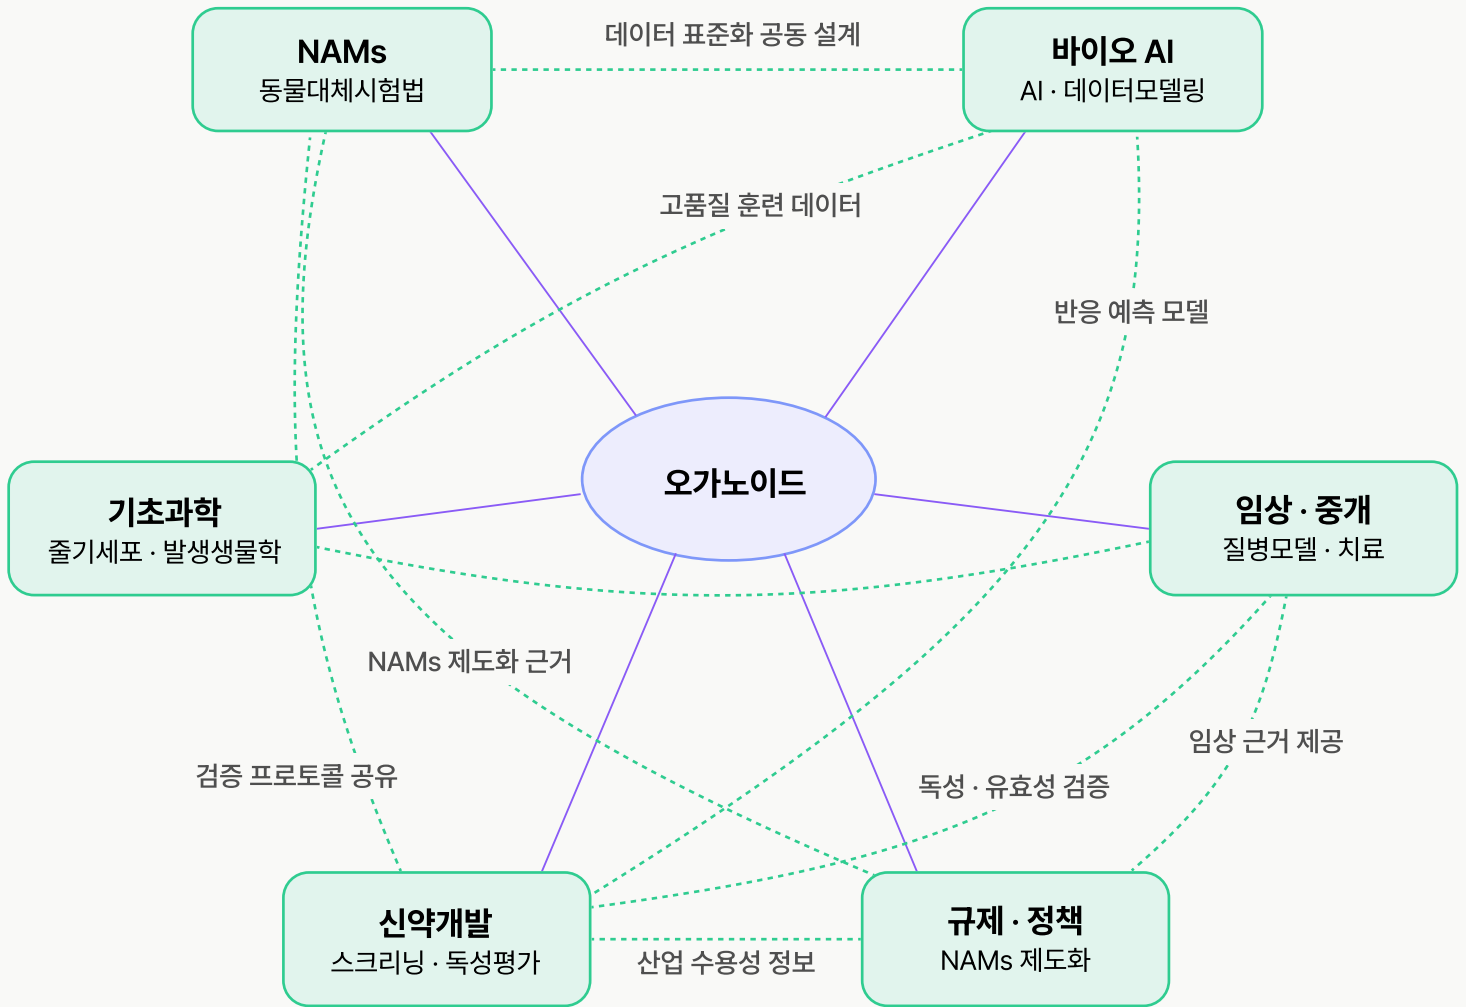 NAMs
동물대체시험법
데이터 표준화 공동 설계
바이오 AI
AI · 데이터모델링
고품질 훈련 데이터
반응 예측 모델
오가노이드
기초과학
줄기세포 · 발생생물학
임상 · 중개
질병모델 · 치료
NAMs 제도화 근거
임상 근거 제공
검증 프로토콜 공유
독성 · 유효성 검증
신약개발
스크리닝 · 독성평가
산업 수용성 정보
규제 · 정책
NAMs 제도화